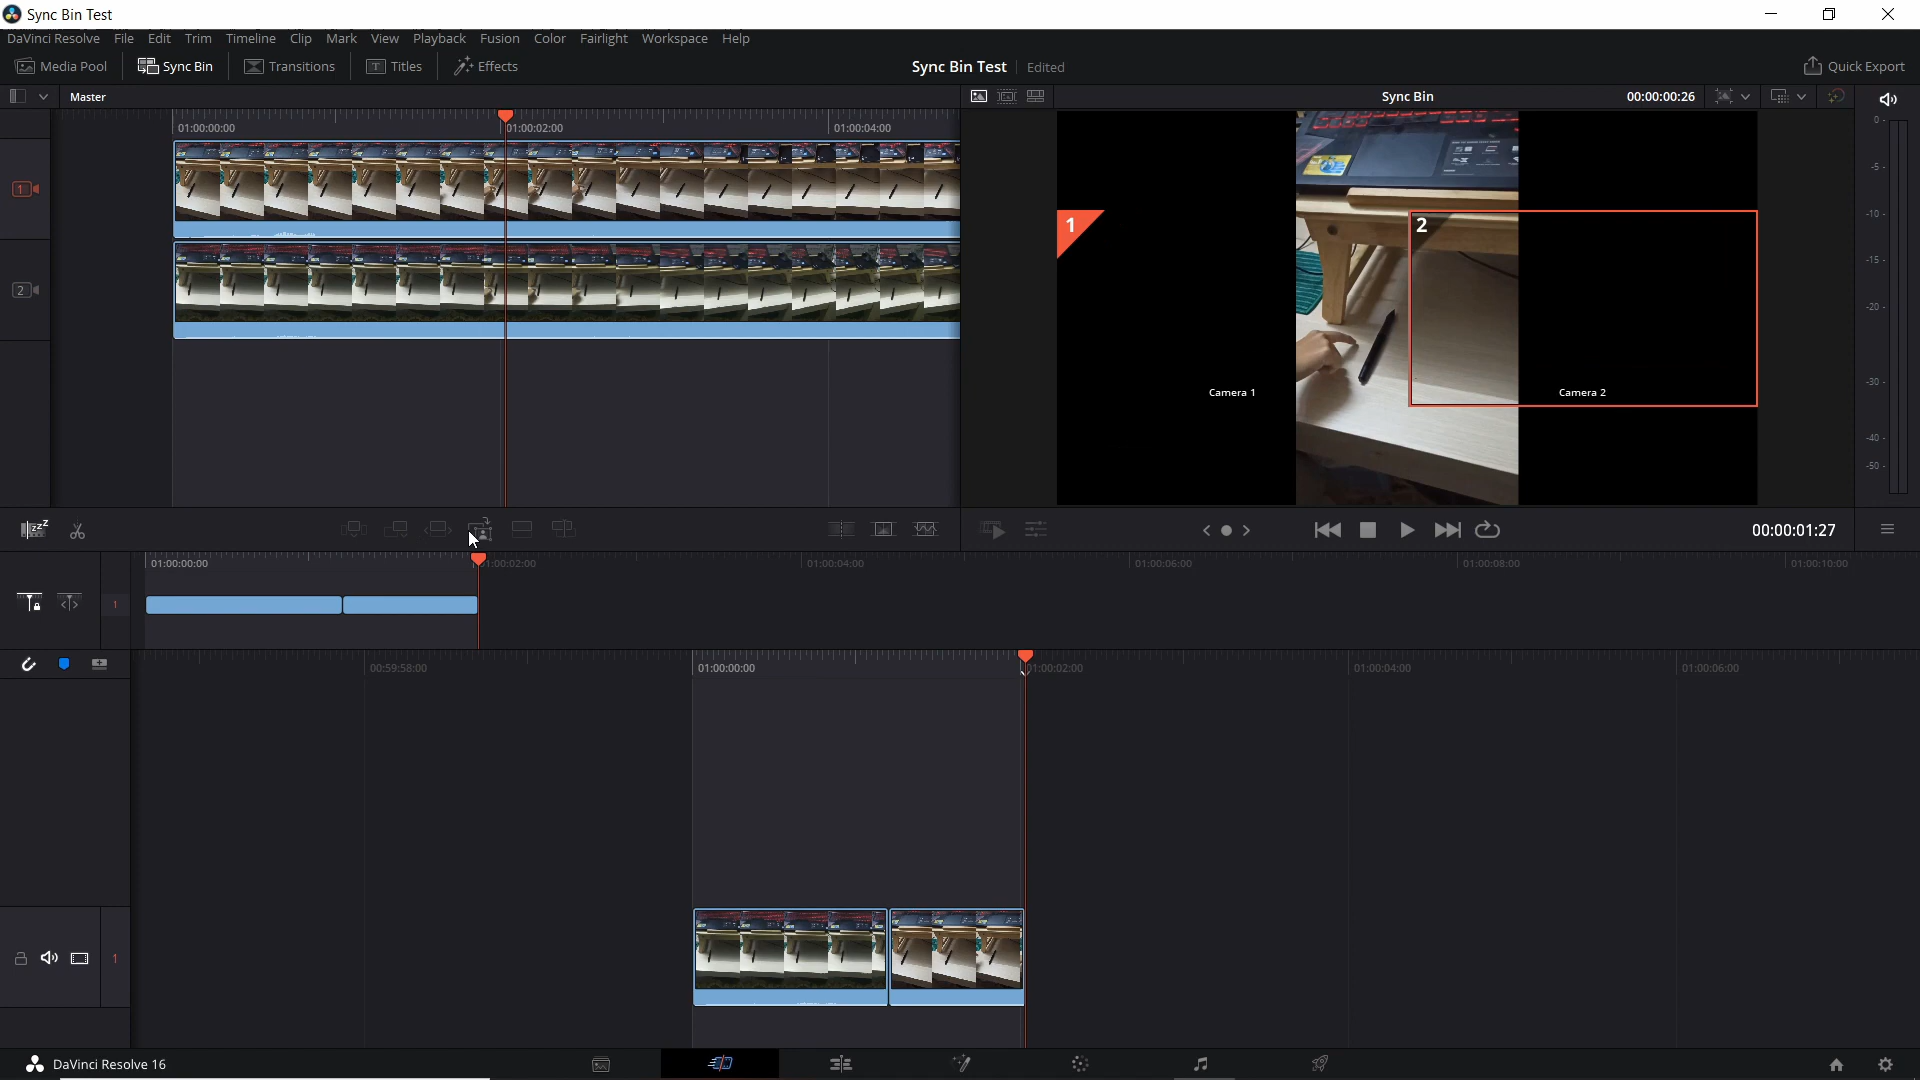 Sync Bin Test
DaVinci Resolve File Edit Trim Timeline Clip Mark View Playback Fusion Color Fairlight Workspace Help
Media Pool Sync Bin Transitions Titles Effects Sync Bin Test Edited Quick Export
Master Sync Bin 00:00:00:26
01:00:00:00 01:00:02:00 01:00:04:00
0-
-5-
1
-10-
1 2
-15-
2
-20-
-30-
Camera 1 Camera 2
-40-
-50-
zzz 00:00:01:27
01:00:00:00 01:00:02:00 01:00:04:00 01:00:06:00 01:00:08:00 01:00:10:00
1
00:59:58:00 01:00:00:00 01:00:02:00 01:00:04:00 01:00:06:00
1
DaVinci Resolve 16